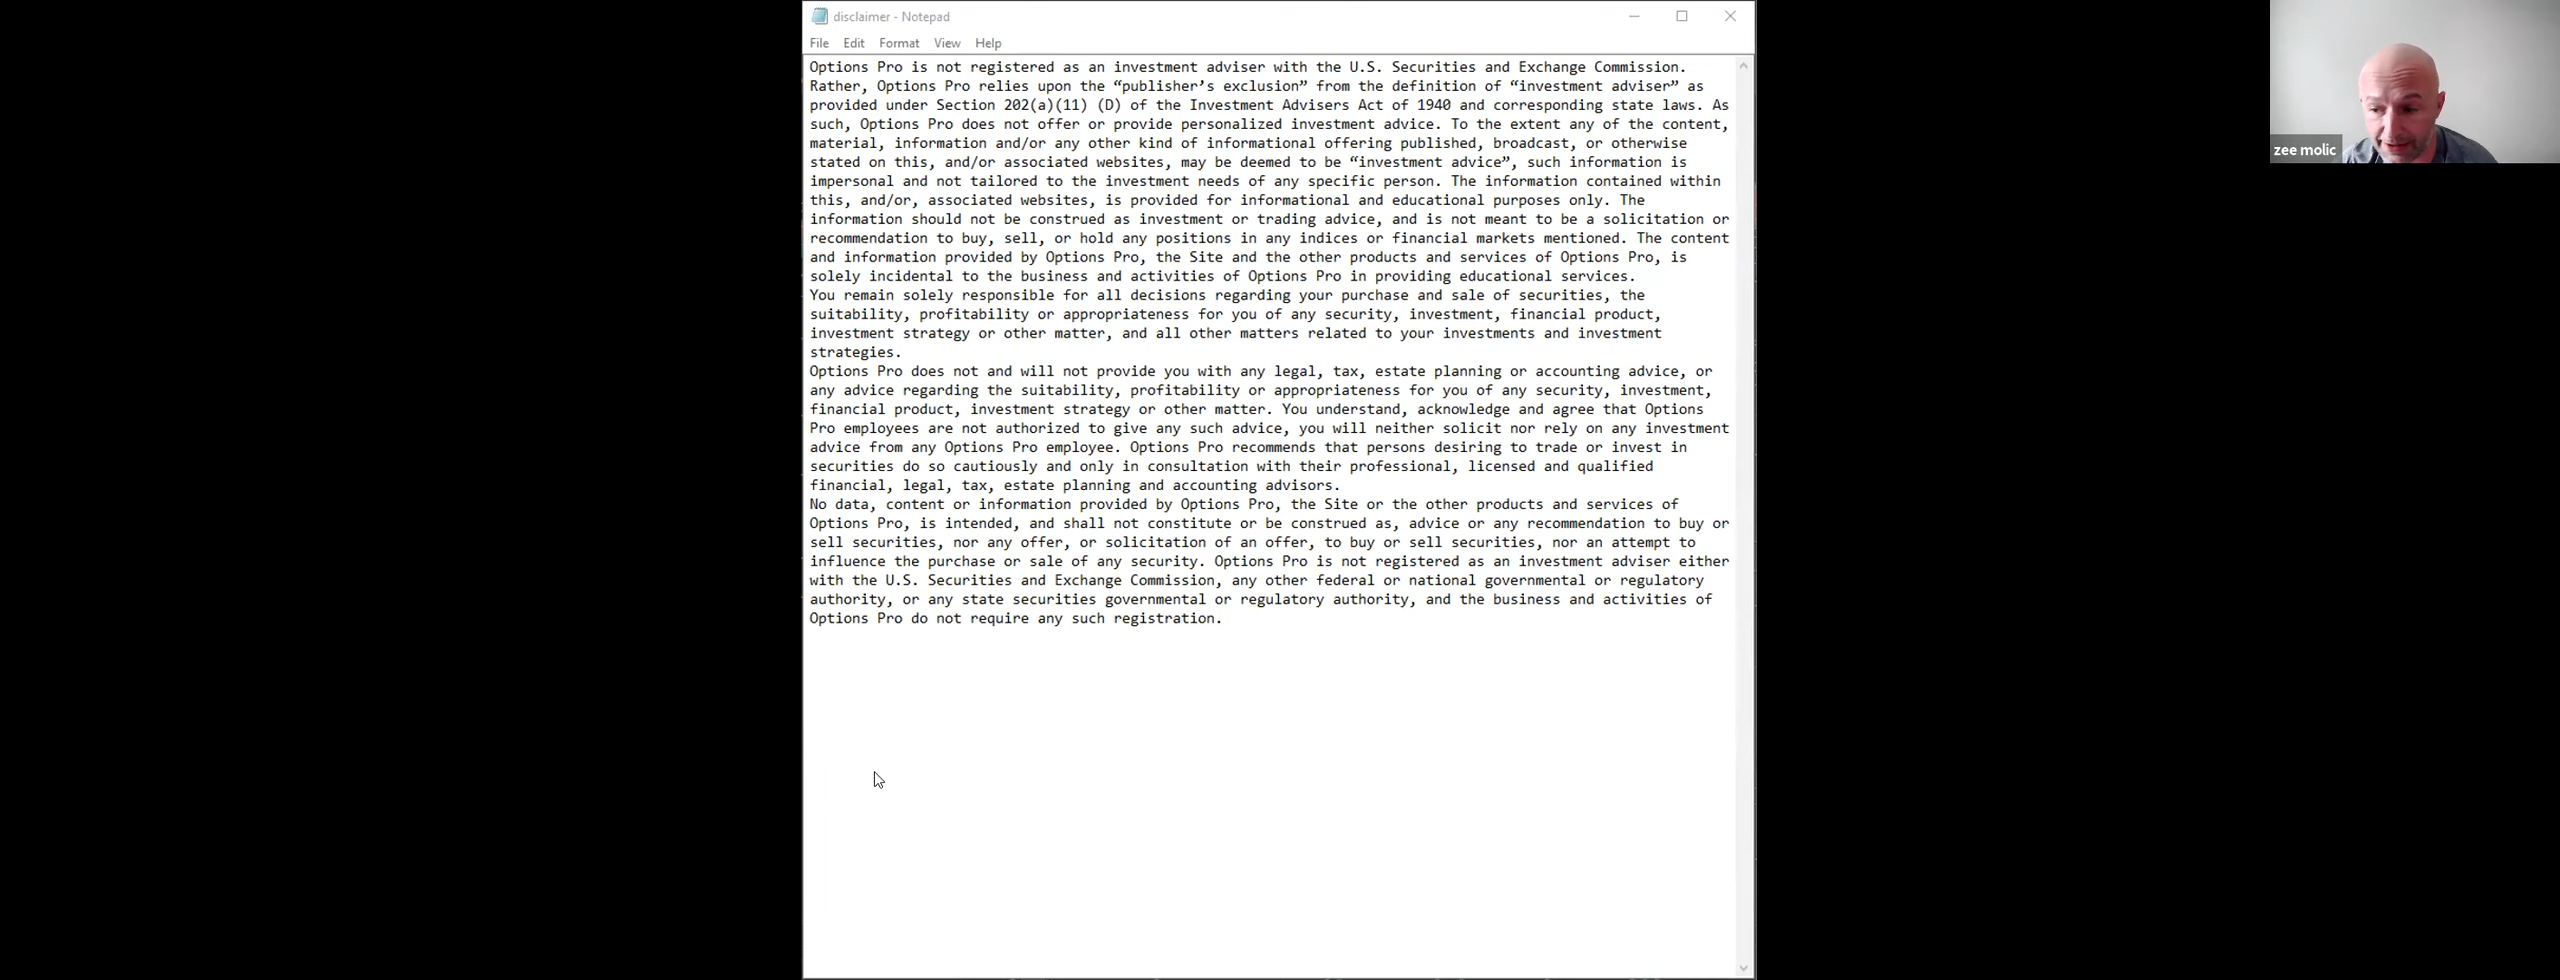 disclaimer - Notepad
File Edit Format View Help
Options Pro is not registered as an investment adviser with the U.S. Securities and Exchange Commission.
Rather, Options Pro relies upon the “publisher’s exclusion” from the definition of “investment adviser” as
provided under Section 202(a)(11) (D) of the Investment Advisers Act of 1940 and corresponding state laws. As
such, Options Pro does not offer or provide personalized investment advice. To the extent any of the content,
material, information and/or any other kind of informational offering published, broadcast, or otherwise
stated on this, and/or associated websites, may be deemed to be “investment advice”, such information is
impersonal and not tailored to the investment needs of any specific person. The information contained within
this, and/or, associated websites, is provided for informational and educational purposes only. The
information should not be construed as investment or trading advice, and is not meant to be a solicitation or
recommendation to buy, sell, or hold any positions in any indices or financial markets mentioned. The content
and information provided by Options Pro, the Site and the other products and services of Options Pro, is
solely incidental to the business and activities of Options Pro in providing educational services.
You remain solely responsible for all decisions regarding your purchase and sale of securities, the
suitability, profitability or appropriateness for you of any security, investment, financial product,
investment strategy or other matter, and all other matters related to your investments and investment
strategies.
Options Pro does not and will not provide you with any legal, tax, estate planning or accounting advice, or
any advice regarding the suitability, profitability or appropriateness for you of any security, investment,
financial product, investment strategy or other matter. You understand, acknowledge and agree that Options
Pro employees are not authorized to give any such advice, you will neither solicit nor rely on any investment
advice from any Options Pro employee. Options Pro recommends that persons desiring to trade or invest in
securities do so cautiously and only in consultation with their professional, licensed and qualified
financial, legal, tax, estate planning and accounting advisors.
No data, content or information provided by Options Pro, the Site or the other products and services of
Options Pro, is intended, and shall not constitute or be construed as, advice or any recommendation to buy or
sell securities, nor any offer, or solicitation of an offer, to buy or sell securities, nor an attempt to
influence the purchase or sale of any security. Options Pro is not registered as an investment adviser either
with the U.S. Securities and Exchange Commission, any other federal or national governmental or regulatory
authority, or any state securities governmental or regulatory authority, and the business and activities of
Options Pro do not require any such registration.
zee molic